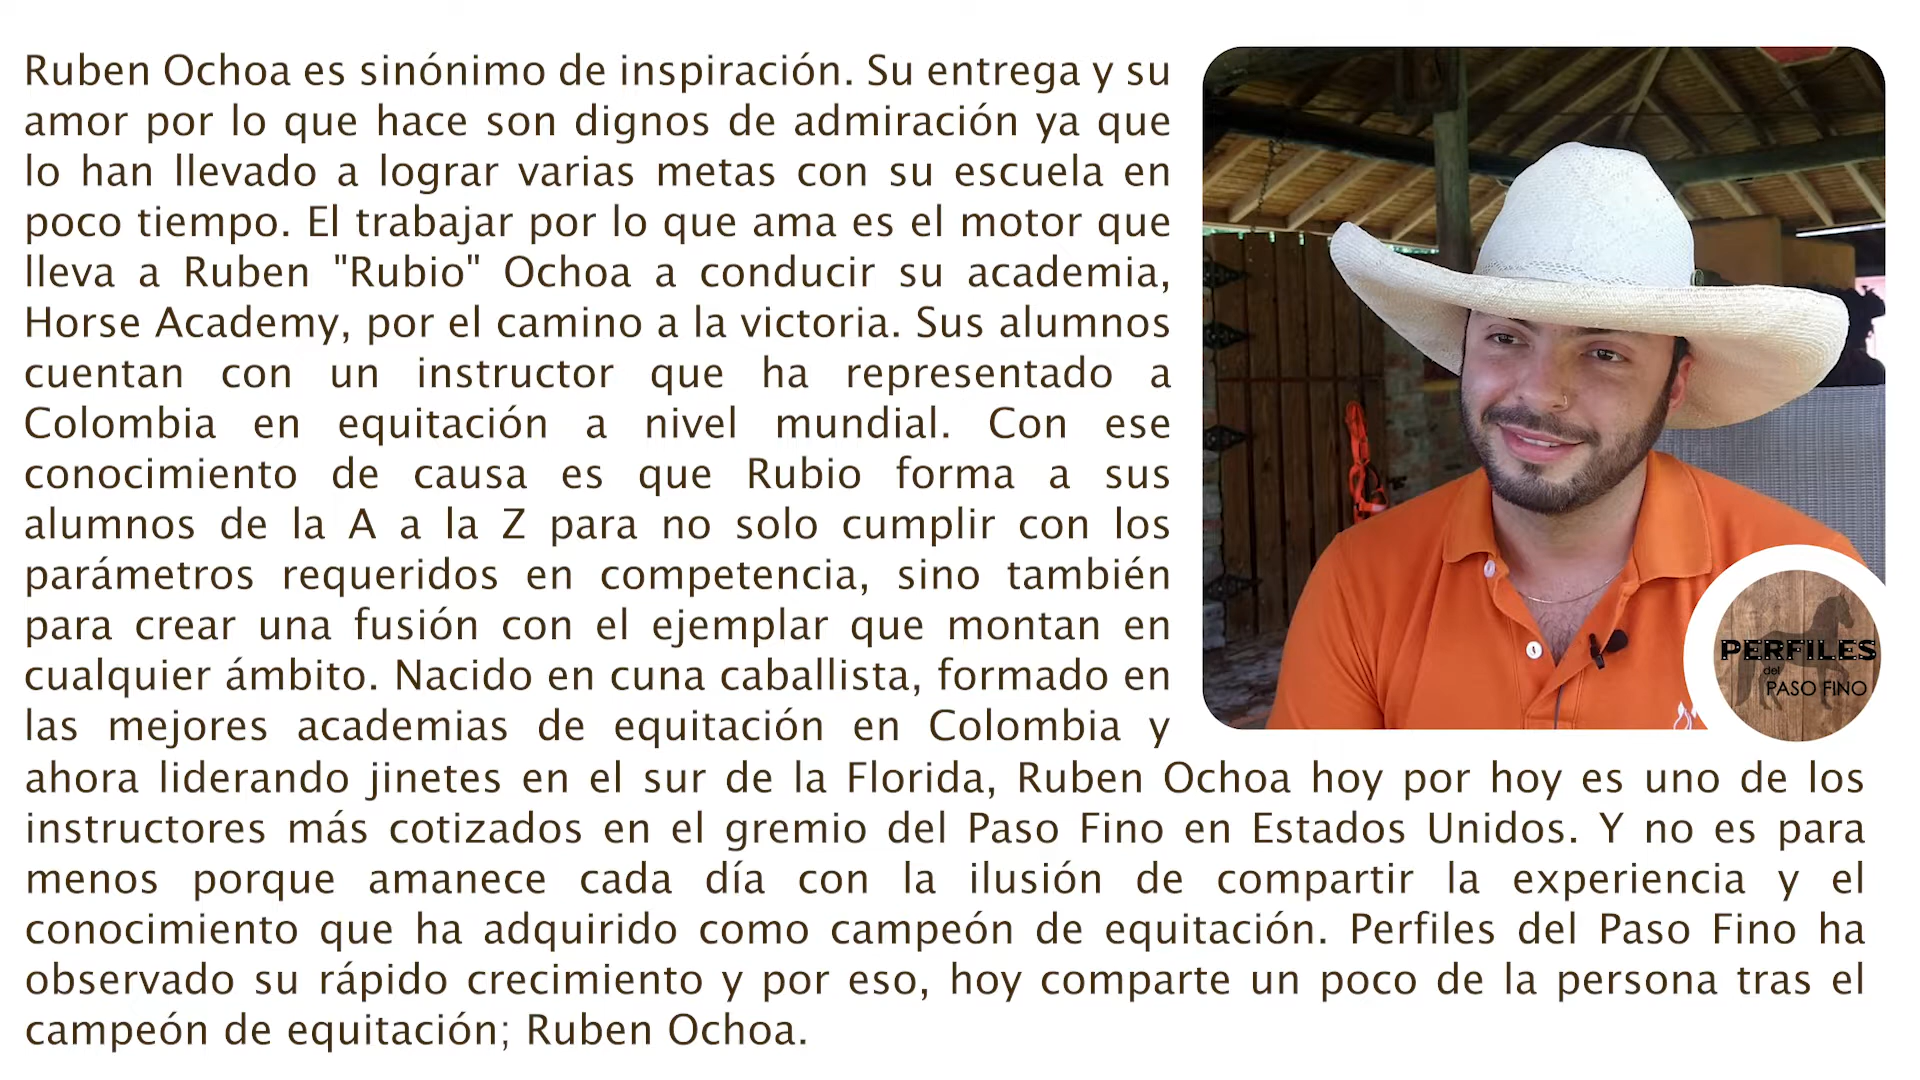 Ruben Ochoa es sinónimo de inspiración. Su entrega y su
amor por lo que hace son dignos de admiración ya que
lo han llevado a lograr varias metas con su escuela en
poco tiempo. El trabajar por lo que ama es el motor que
lleva a Ruben "Rubio" Ochoa a conducir su academia,
Horse Academy, por el camino a la victoria. Sus alumnos
cuentan con un instructor que ha representado a
Colombia en equitación a nivel mundial. Con ese
conocimiento de causa es que Rubio forma a sus
alumnos de la A a la Z para no solo cumplir con los
parámetros requeridos en competencia, sino también
para crear una fusión con el ejemplar que montan en
cualquier ámbito. Nacido en cuna caballista, formado en
las mejores academias de equitación en Colombia y
ahora liderando jinetes en el sur de la Florida, Ruben Ochoa hoy por hoy es uno de los
instructores más cotizados en el gremio del Paso Fino en Estados Unidos. Y no es para
menos porque amanece cada día con la ilusión de compartir la experiencia y el
conocimiento que ha adquirido como campeón de equitación. Perfiles del Paso Fino ha
observado su rápido crecimiento y por eso, hoy comparte un poco de la persona tras el
campeón de equitación; Ruben Ochoa.
PERFILES
del
PASO FINO